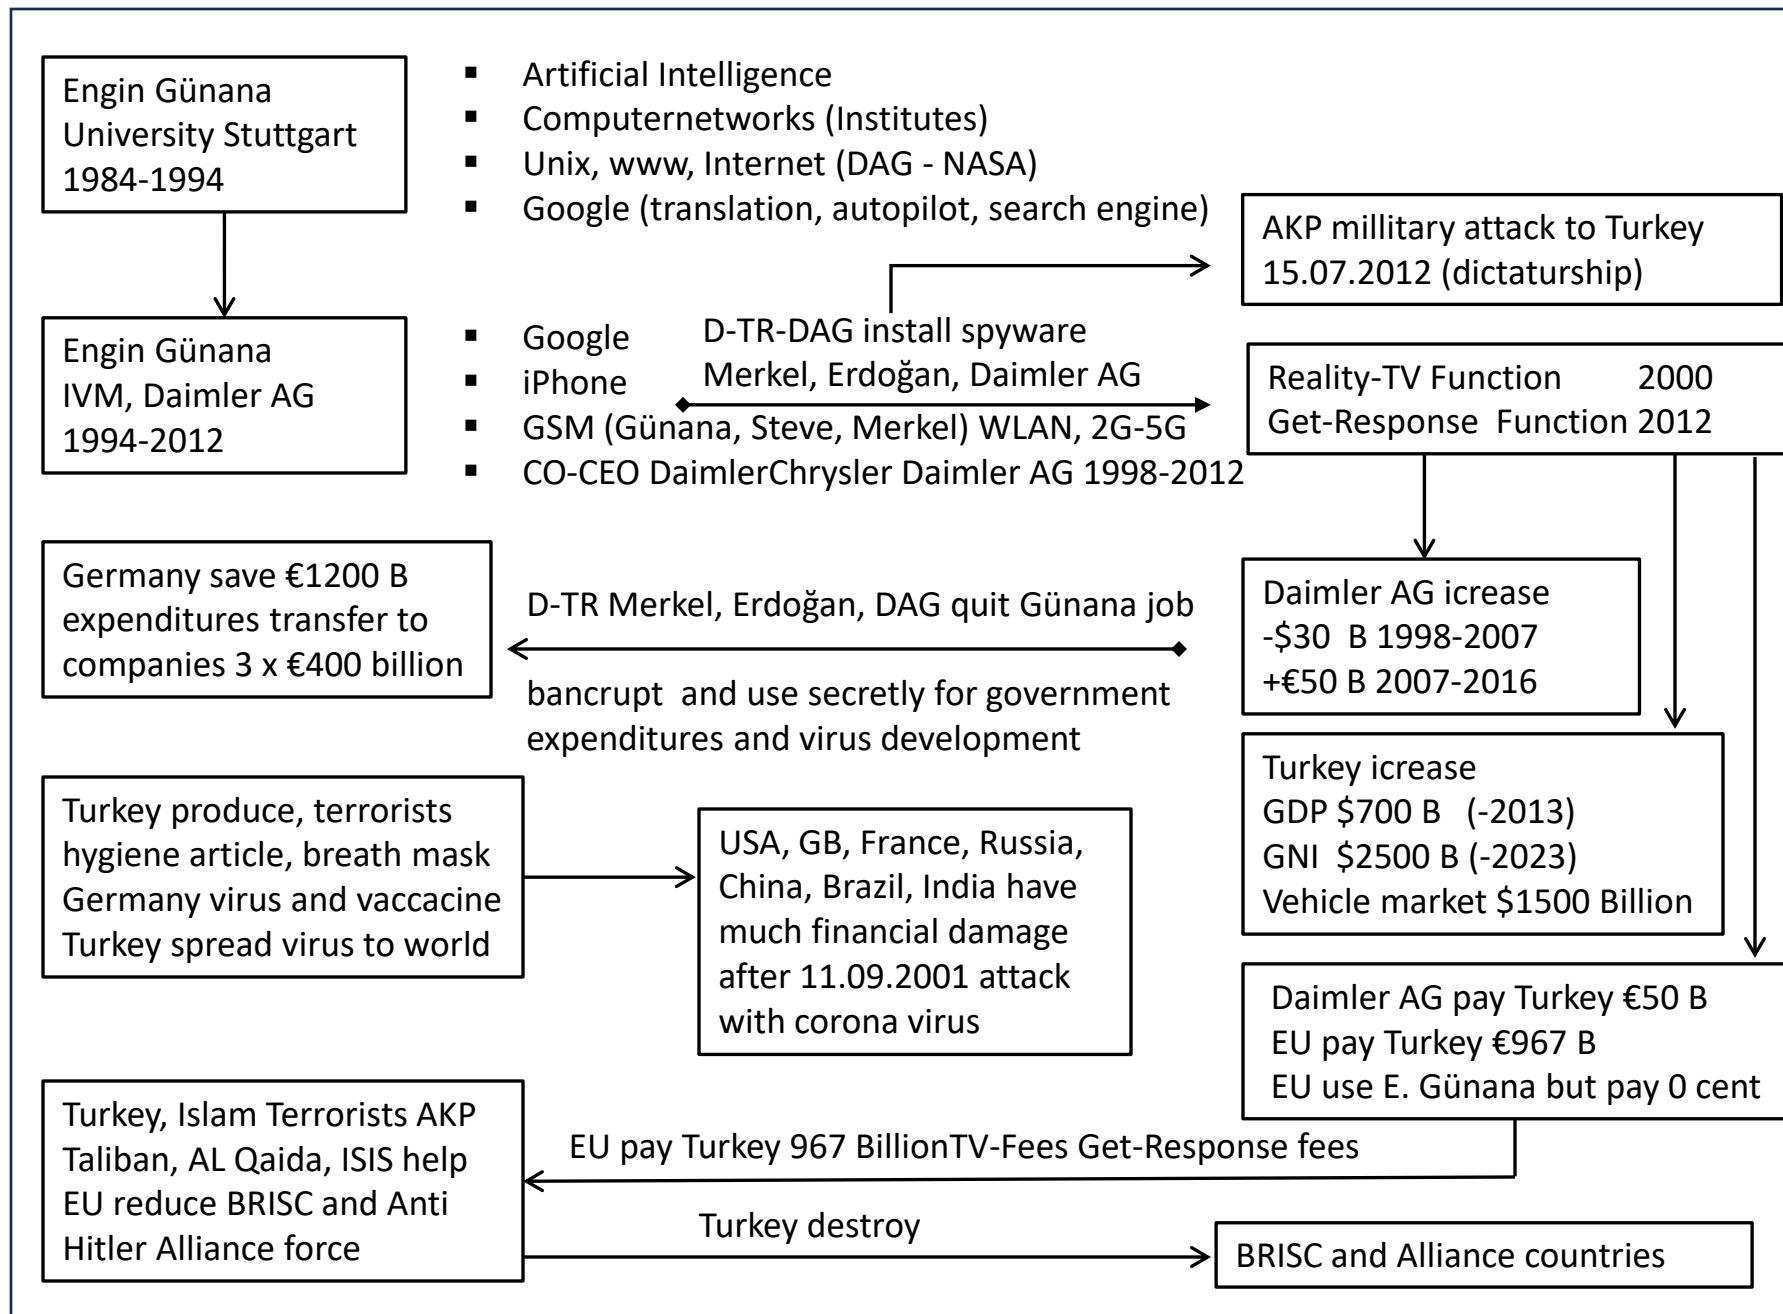 Engin Günana
University Stuttgart
1984-1994
▪ Artificial Intelligence
▪ Computernetworks (Institutes)
▪ Unix, www, Internet (DAG - NASA)
▪ Google (translation, autopilot, search engine)
AKP millitary attack to Turkey
15.07.2012 (dictaturship)
Engin Günana
IVM, Daimler AG
1994-2012
▪ Google
▪ iPhone
▪ GSM (Günana, Steve, Merkel) WLAN, 2G-5G
▪ CO-CEO DaimlerChrysler Daimler AG 1998-2012
D-TR-DAG install spyware
Merkel, Erdoğan, Daimler AG
Reality-TV Function 2000
Get-Response Function 2012
Germany save €1200 B
expenditures transfer to
companies 3 x €400 billion
D-TR Merkel, Erdoğan, DAG quit Günana job
bancrupt and use secretly for government
expenditures and virus development
Daimler AG icrease
-$30 B 1998-2007
+€50 B 2007-2016
Turkey icrease
GDP $700 B (-2013)
GNI $2500 B (-2023)
Vehicle market $1500 Billion
Turkey produce, terrorists
hygiene article, breath mask
Germany virus and vaccacine
Turkey spread virus to world
USA, GB, France, Russia,
China, Brazil, India have
much financial damage
after 11.09.2001 attack
with corona virus
Daimler AG pay Turkey €50 B
EU pay Turkey €967 B
EU use E. Günana but pay 0 cent
Turkey, Islam Terrorists AKP
Taliban, AL Qaida, ISIS help
EU reduce BRISC and Anti
Hitler Alliance force
EU pay Turkey 967 BillionTV-Fees Get-Response fees
Turkey destroy
BRISC and Alliance countries